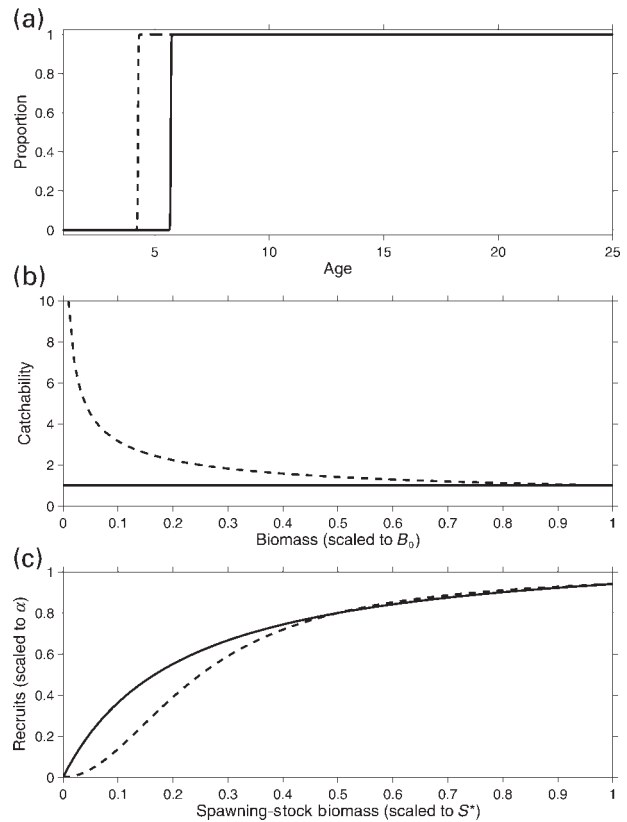 (a)
1
0.8
0.6
0.4
0.2
0
Proportion
5 10 15 20 25
Age
(b)
10
8
6
4
2
0
Catchability
0 0.1 0.2 0.3 0.4 0.5 0.6 0.7 0.8 0.9 1
Biomass (scaled to B₀)
(c)
1
0.8
0.6
0.4
0.2
0
Recruits (scaled to α)
0 0.1 0.2 0.3 0.4 0.5 0.6 0.7 0.8 0.9 1
Spawning-stock biomass (scaled to S*)